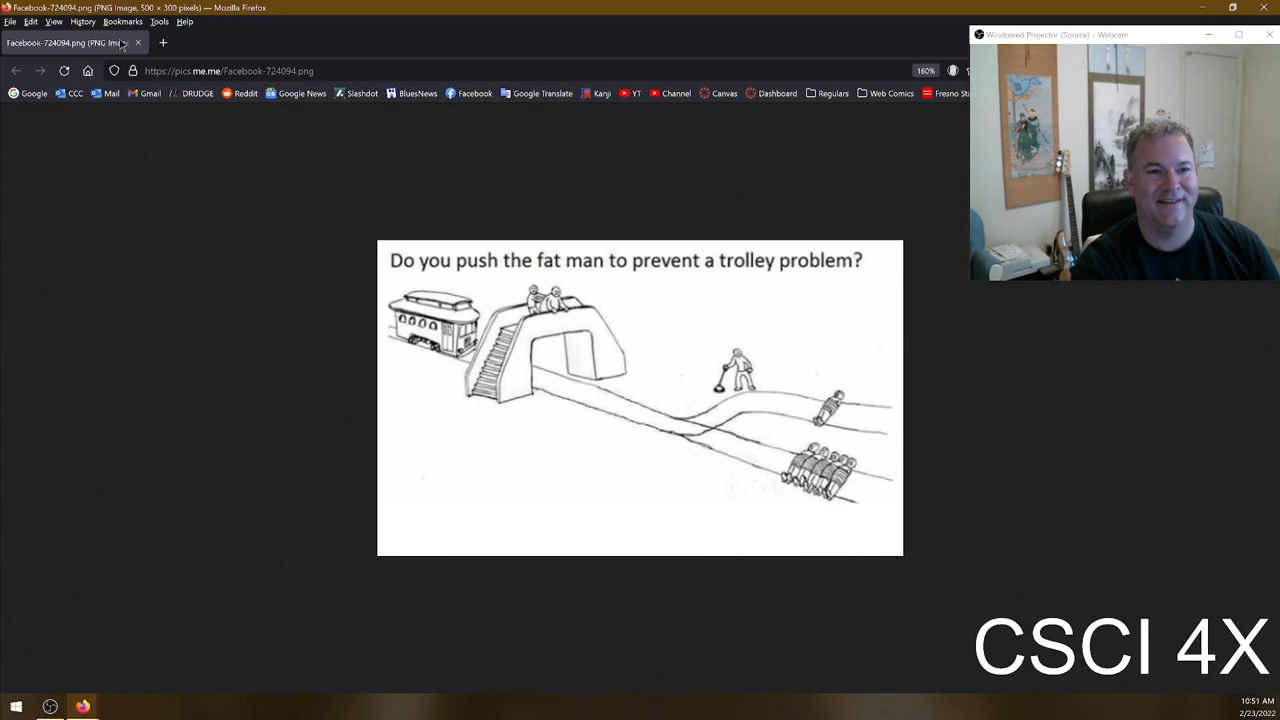 Facebook-724094.png (PNG Image, 500 × 300 pixels) — Mozilla Firefox
File Edit View History Bookmarks Tools Help
Facebook-724094.png (PNG Ima
Windowed Projector (Source) - Webcam
https://pics.me.me/Facebook-724094.png
160%
Google CCC Mail Gmail DRUDGE Reddit Google News Slashdot BluesNews Facebook Google Translate Kanji YT Channel Canvas Dashboard Regulars Web Comics Fresno Sta
Do you push the fat man to prevent a trolley problem?
CSCI 4X
10:51 AM
2/23/2022